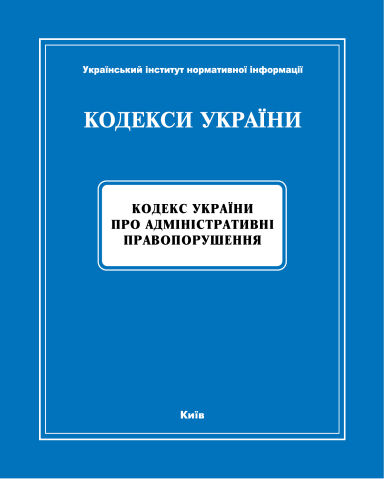 Український інститут нормативної інформації
КОДЕКСИ УКРАЇНИ
КОДЕКС УКРАЇНИ
ПРО АДМІНІСТРАТИВНІ
ПРАВОПОРУШЕННЯ
Київ